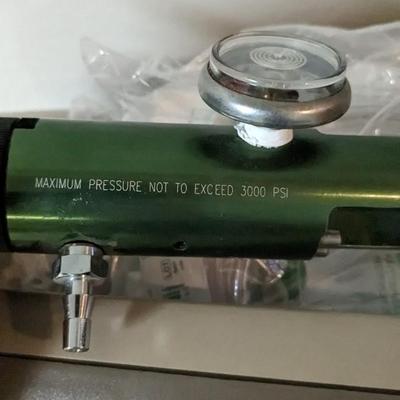 MAXIMUM PRESSURE NOT TO EXCEED 3000 PSI